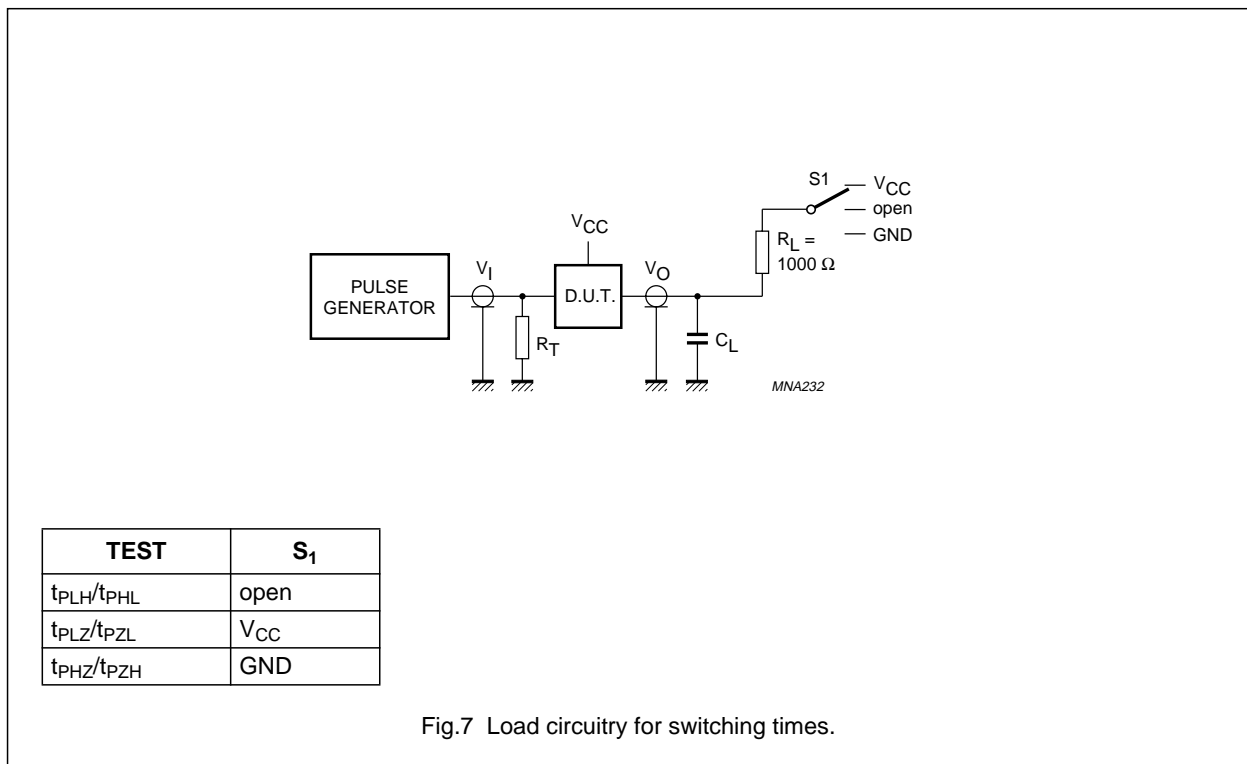 S1
VCC
open
GND
VCC
RL =
1000 Ω
PULSE
GENERATOR
VI
D.U.T.
VO
RT
CL
MNA232
TEST S1
tPLH/tPHL open
tPLZ/tPZL VCC
tPHZ/tPZH GND
Fig.7 Load circuitry for switching times.